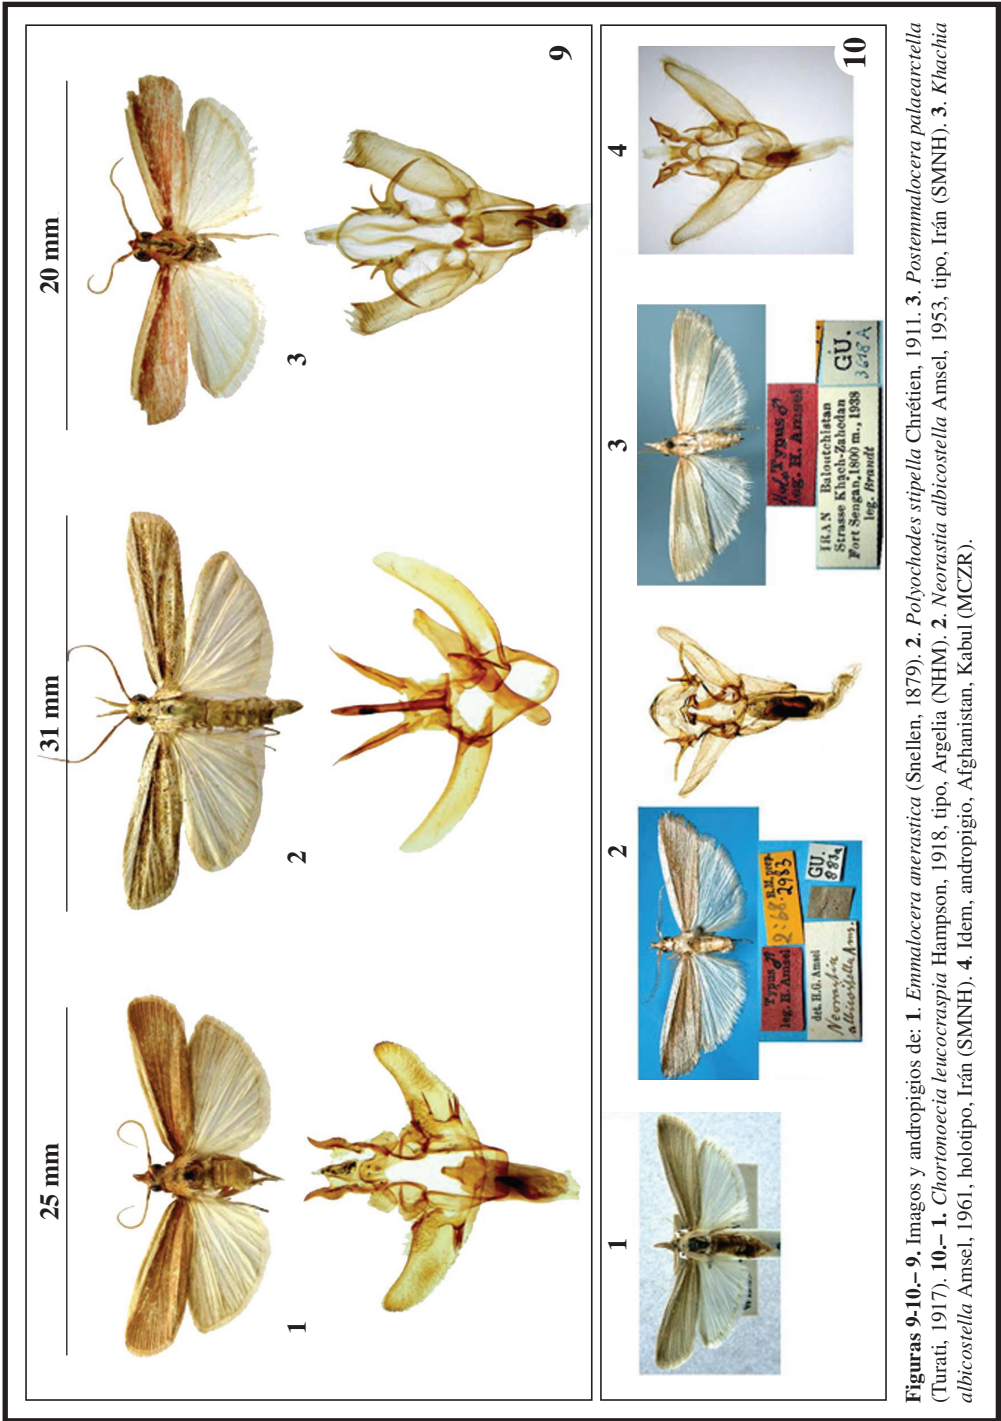 25 mm
31 mm
20 mm
1
2
3
9
1
2
Typus ♂
leg. H. Amsel
R.M. prep.
2:68·2983
det. H.G. Amsel
Neorastia
albicostella Ams.
GU.
883a
3
Holo Typus ♂
leg. H. Amsel
IRAN Baloutchistan
Strasse Khach-Zahedan
Fort Sengan, 1800 m., 1938
leg. Brandt
GU.
3618 A
4
10
Figuras 9-10.– 9. Imagos y andropigios de: 1. Emmalocera anerastica (Snellen, 1879). 2. Polyochodes stipella Chrétien, 1911. 3. Postemmalocera palaearctella
(Turati, 1917). 10.– 1. Chortonoecia leucocraspia Hampson, 1918, tipo, Argelia (NHM). 2. Neorastia albicostella Amsel, 1953, tipo, Irán (SMNH). 3. Khachia
albicostella Amsel, 1961, holotipo, Irán (SMNH). 4. Idem, andropigio, Afghanistan, Kabul (MCZR).